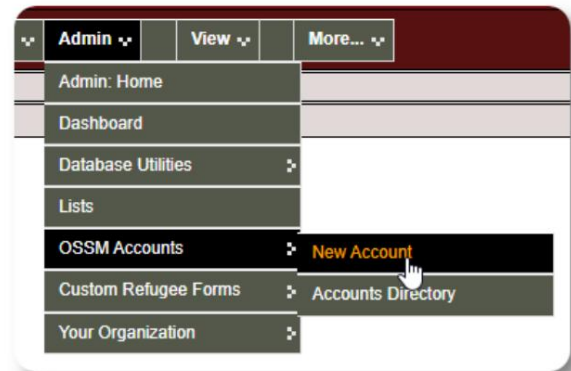 Admin View More...
Admin: Home
Dashboard
Database Utilities
Lists
OSSM Accounts New Account
Custom Refugee Forms Accounts Directory
Your Organization